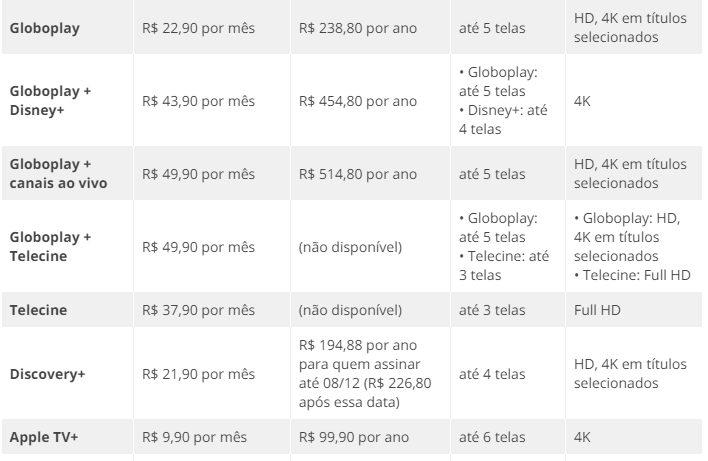 Globoplay
R$ 22,90 por mês
R$ 238,80 por ano
até 5 telas
HD, 4K em títulos
selecionados
Globoplay +
Disney+
R$ 43,90 por mês
R$ 454,80 por ano
• Globoplay:
até 5 telas
• Disney+: até
4 telas
4K
Globoplay +
canais ao vivo
R$ 49,90 por mês
R$ 514,80 por ano
até 5 telas
HD, 4K em títulos
selecionados
Globoplay +
Telecine
R$ 49,90 por mês
(não disponível)
• Globoplay:
até 5 telas
• Telecine: até
3 telas
• Globoplay: HD,
4K em títulos
selecionados
• Telecine: Full HD
Telecine
R$ 37,90 por mês
(não disponível)
até 3 telas
Full HD
Discovery+
R$ 21,90 por mês
R$ 194,88 por ano
para quem assinar
até 08/12 (R$ 226,80
após essa data)
até 4 telas
HD, 4K em títulos
selecionados
Apple TV+
R$ 9,90 por mês
R$ 99,90 por ano
até 6 telas
4K